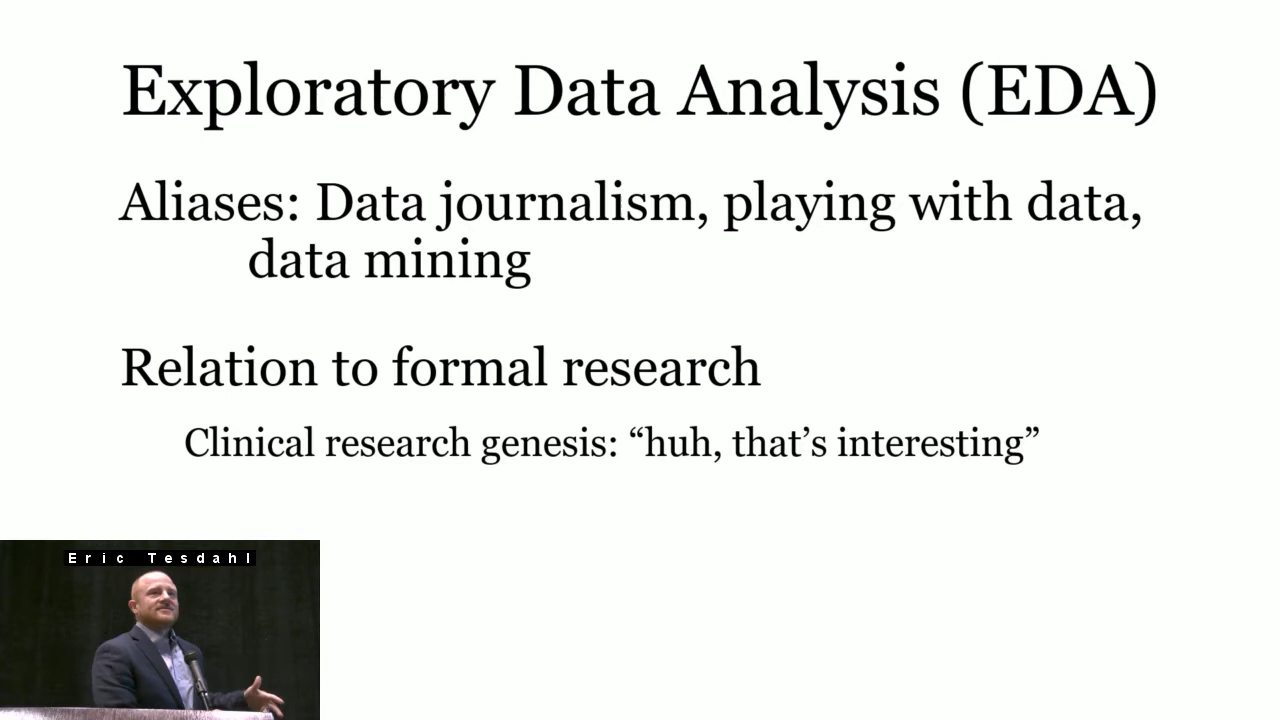 Exploratory Data Analysis (EDA)
Aliases: Data journalism, playing with data,
data mining
Relation to formal research
Clinical research genesis: “huh, that’s interesting”
Eric Tesdahl